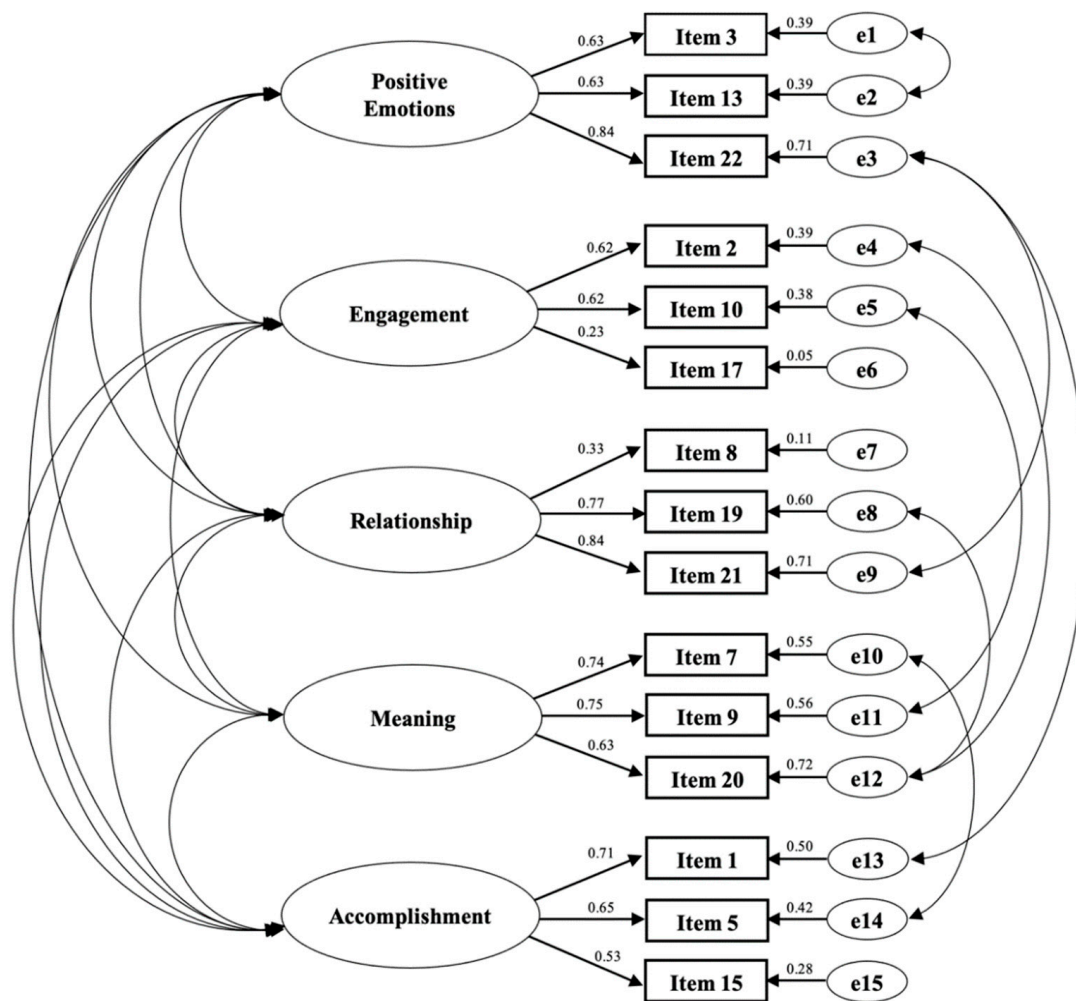 0.63 Item 3 0.39 e1
Positive
Emotions
0.63 Item 13 0.39 e2
0.84 Item 22 0.71 e3
0.62 Item 2 0.39 e4
Engagement
0.62 Item 10 0.38 e5
0.23 Item 17 0.05 e6
0.33 Item 8 0.11 e7
Relationship
0.77 Item 19 0.60 e8
0.84 Item 21 0.71 e9
0.74 Item 7 0.55 e10
Meaning
0.75 Item 9 0.56 e11
0.63 Item 20 0.72 e12
0.71 Item 1 0.50 e13
Accomplishment
0.65 Item 5 0.42 e14
0.53 Item 15 0.28 e15